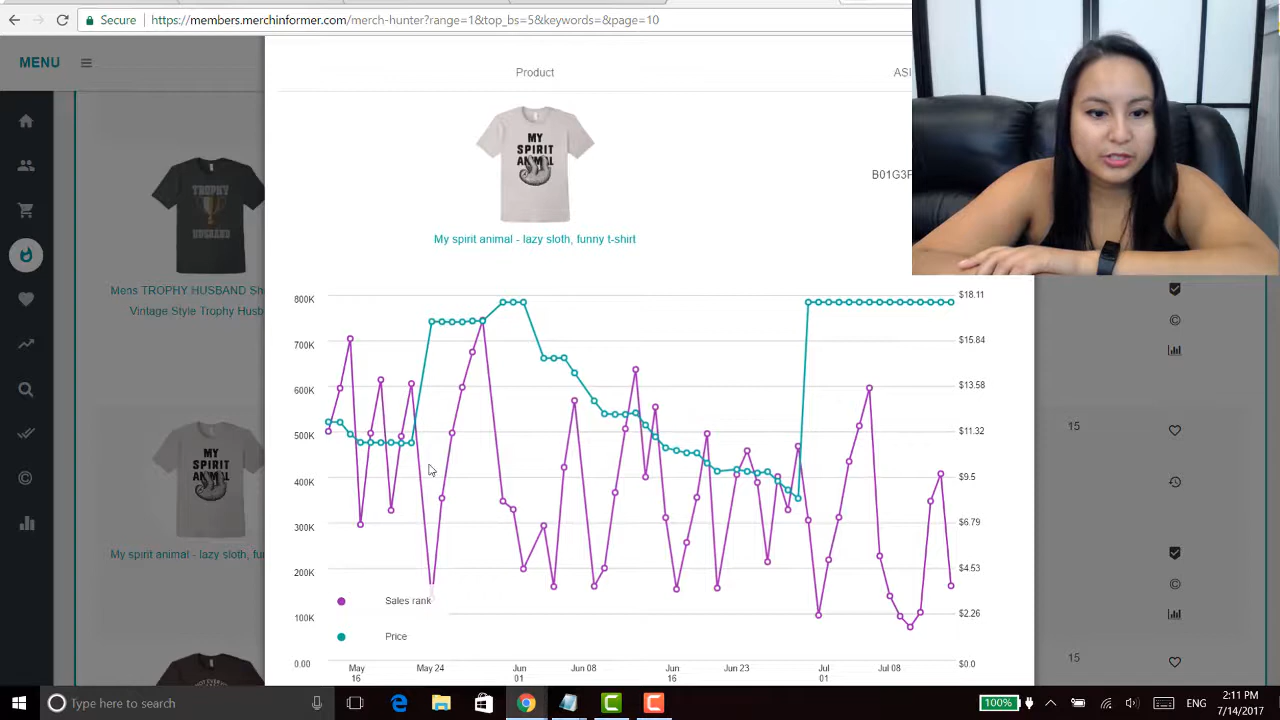 Secure
https://members.merchinformer.com/merch-hunter?range=1&top_bs=5&keywords=&page=10
MENU
Product
ASI
MY
SPIRIT
ANIMAL
B01G3F
My spirit animal - lazy sloth, funny t-shirt
TROPHY
HUSBAND
Mens TROPHY HUSBAND Sh
Vintage Style Trophy Husb
MY
SPIRIT
ANIMAL
My spirit animal - lazy sloth, fu
800K
700K
600K
500K
400K
300K
200K
100K
0.00
$18.11
$15.84
$13.58
$11.32
$9.5
$6.79
$4.53
$2.26
$0.0
Sales rank
Price
May 16
May 24
Jun 01
Jun 08
Jun 16
Jun 23
Jul 01
Jul 08
15
15
Type here to search
100%
ENG
2:11 PM
7/14/2017